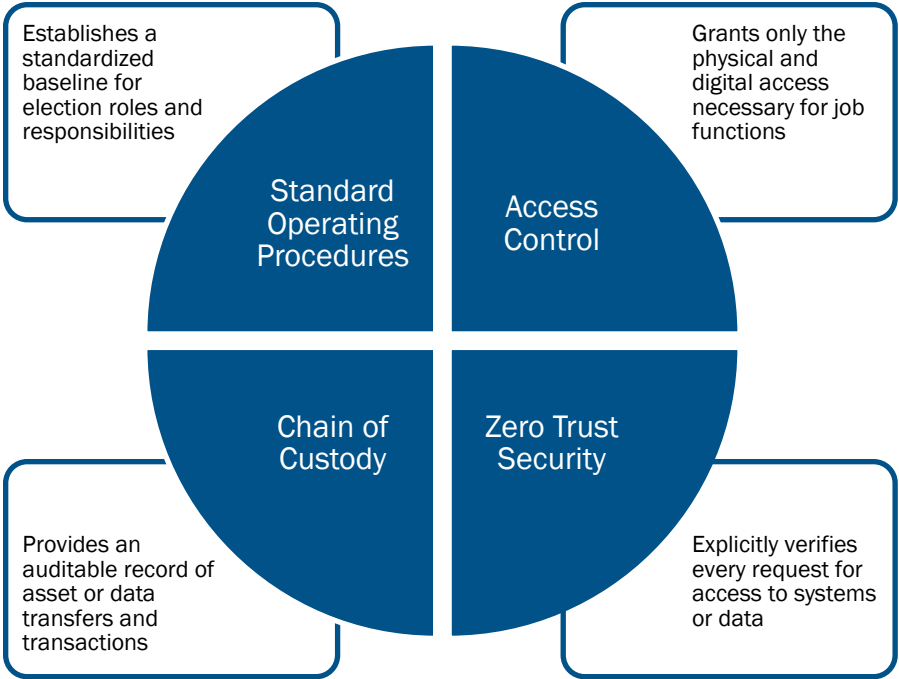 Establishes a
standardized
baseline for
election roles and
responsibilities
Grants only the
physical and
digital access
necessary for job
functions
Standard
Operating
Procedures
Access
Control
Chain of
Custody
Zero Trust
Security
Provides an
auditable record of
asset or data
transfers and
transactions
Explicitly verifies
every request for
access to systems
or data